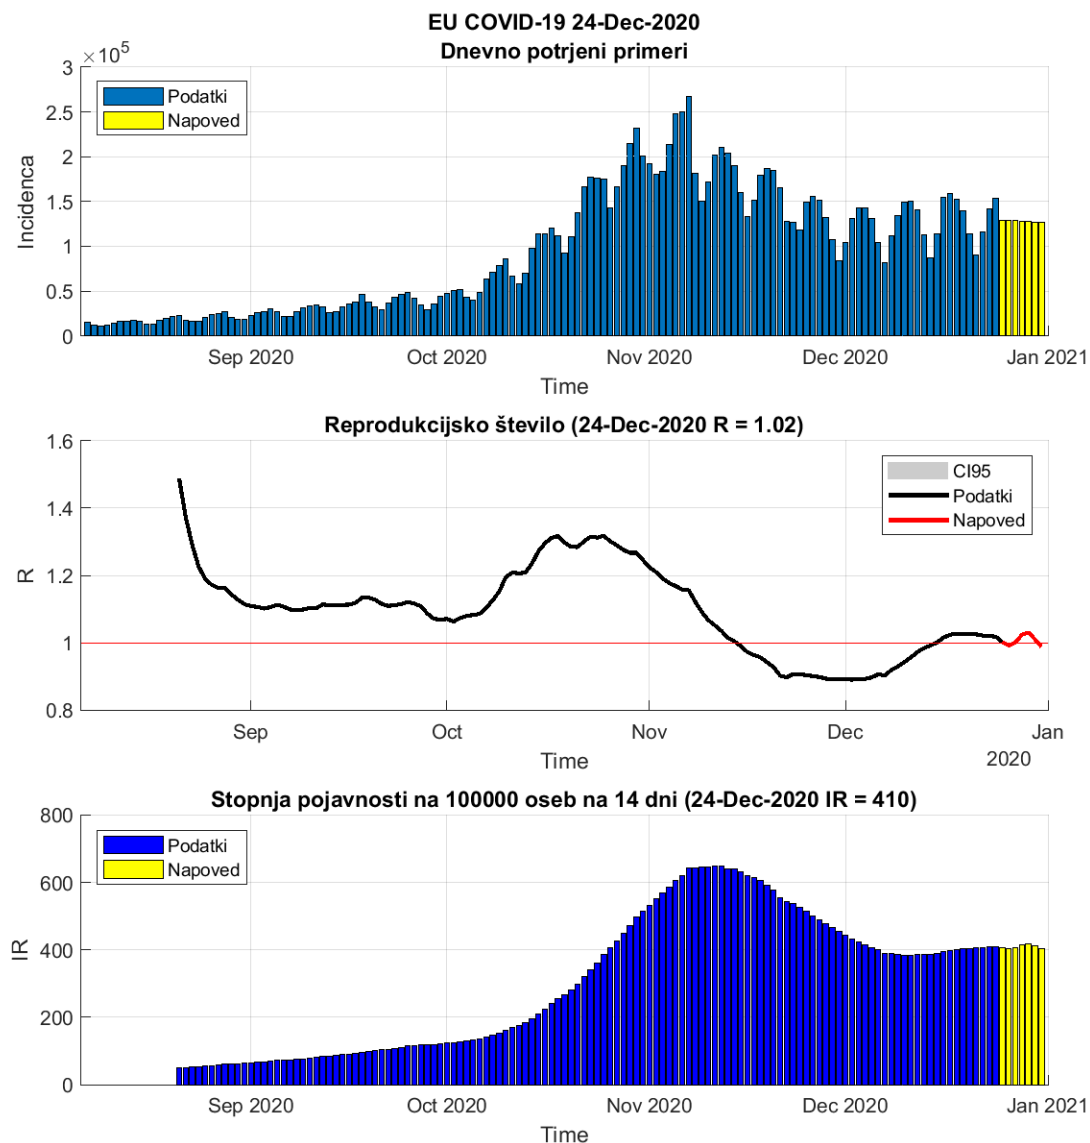 EU COVID-19 24-Dec-2020
Dnevno potrjeni primeri
×10⁵
3
2.5
2
1.5
1
0.5
0
Incidenca
Podatki
Napoved
Sep 2020 Oct 2020 Nov 2020 Dec 2020 Jan 2021
Time
Reprodukcijsko število (24-Dec-2020 R = 1.02)
1.6
1.4
1.2
1
0.8
R
CI95
Podatki
Napoved
Sep Oct Nov Dec Jan
2020
Time
Stopnja pojavnosti na 100000 oseb na 14 dni (24-Dec-2020 IR = 410)
800
600
400
200
0
IR
Podatki
Napoved
Sep 2020 Oct 2020 Nov 2020 Dec 2020 Jan 2021
Time